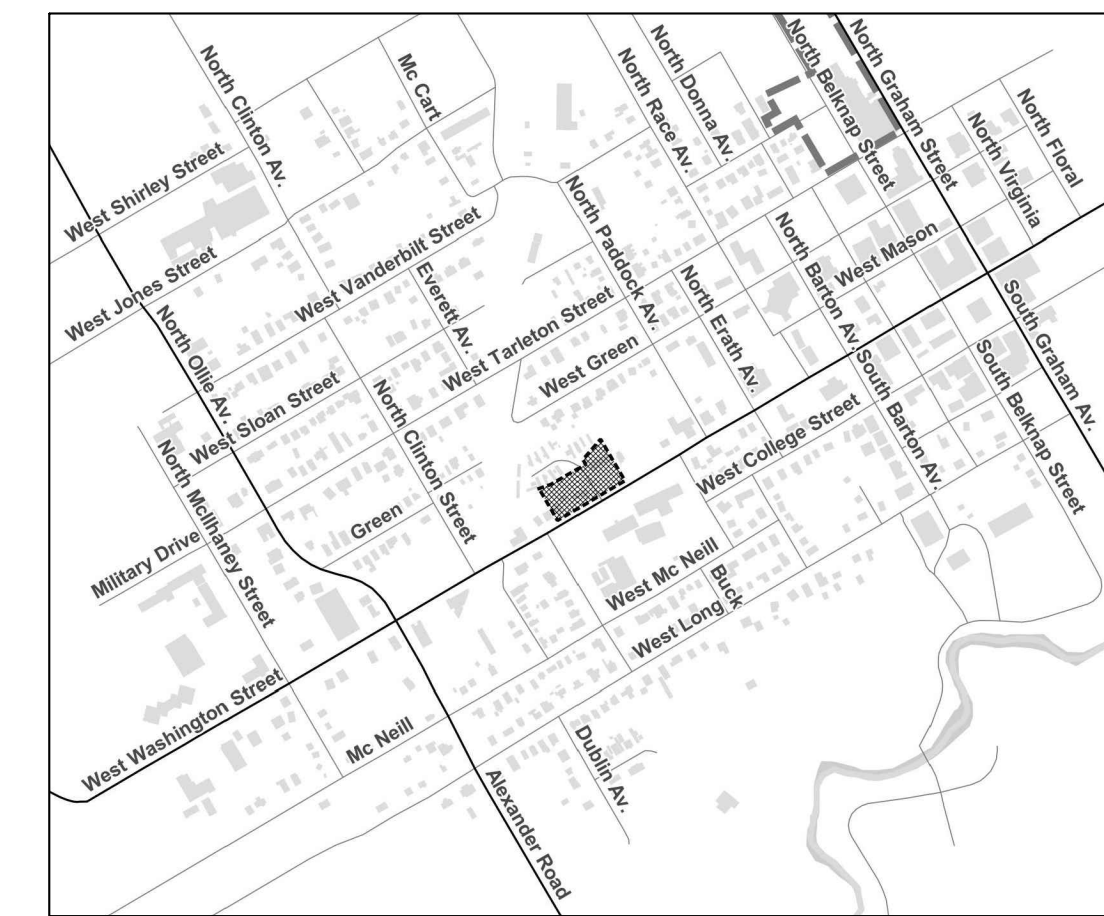 North Clinton Av.
Mc Cart
North Race Av.
North Donna Av.
North Belknap Street
North Graham Street
North Virginia
North Floral
West Shirley Street
West Jones Street
West Vanderbilt Street
North Paddock Av.
North Barton Av.
West Mason
Everett Av.
West Tarleton Street
West Green
North Erath Av.
South Graham Av.
North Ollie Av.
West Sloan Street
North Clinton Street
South Barton Av.
South Belknap Street
West College Street
North McIlhaney Street
Green
Military Drive
West Mc Neill
Buck
West Long
West Washington Street
Mc Neill
Dublin Av.
Alexander Road